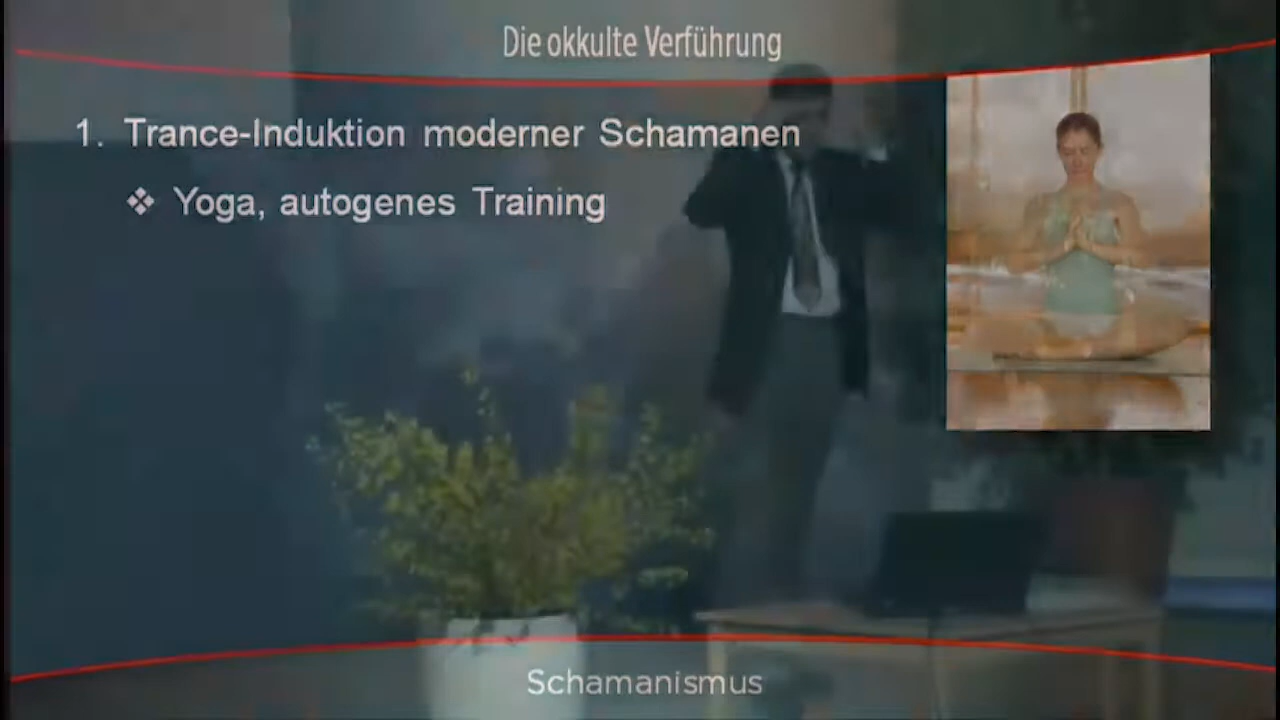 Die okkulte Verführung
1. Trance-Induktion moderner Schamanen
❖ Yoga, autogenes Training
Schamanismus